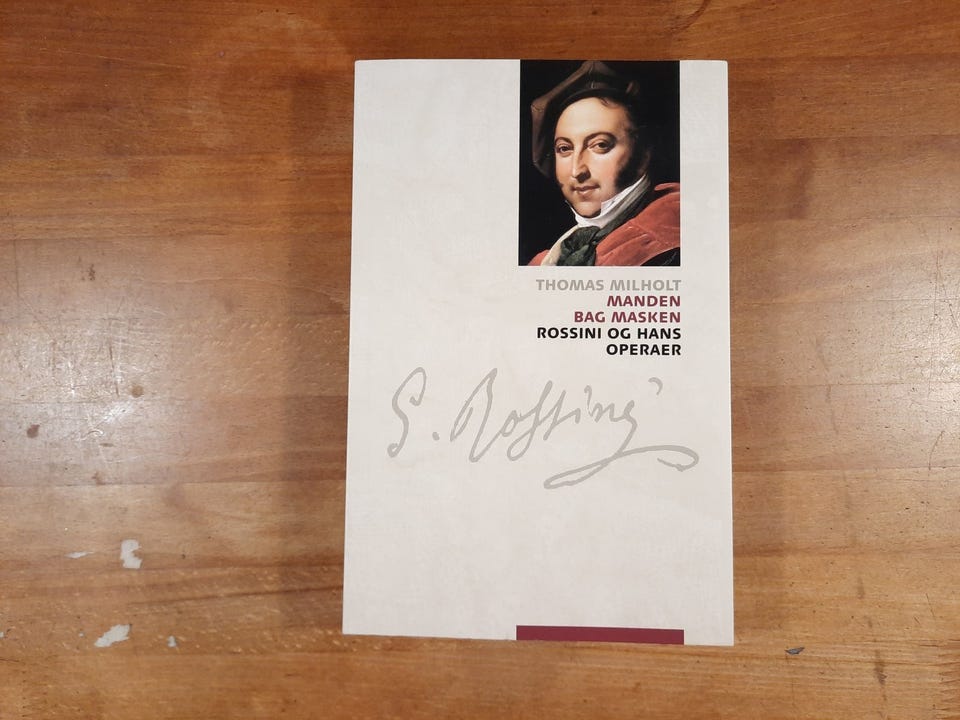 THOMAS MILHOLT
MANDEN
BAG MASKEN
ROSSINI OG HANS
OPERAER
G. Rossini